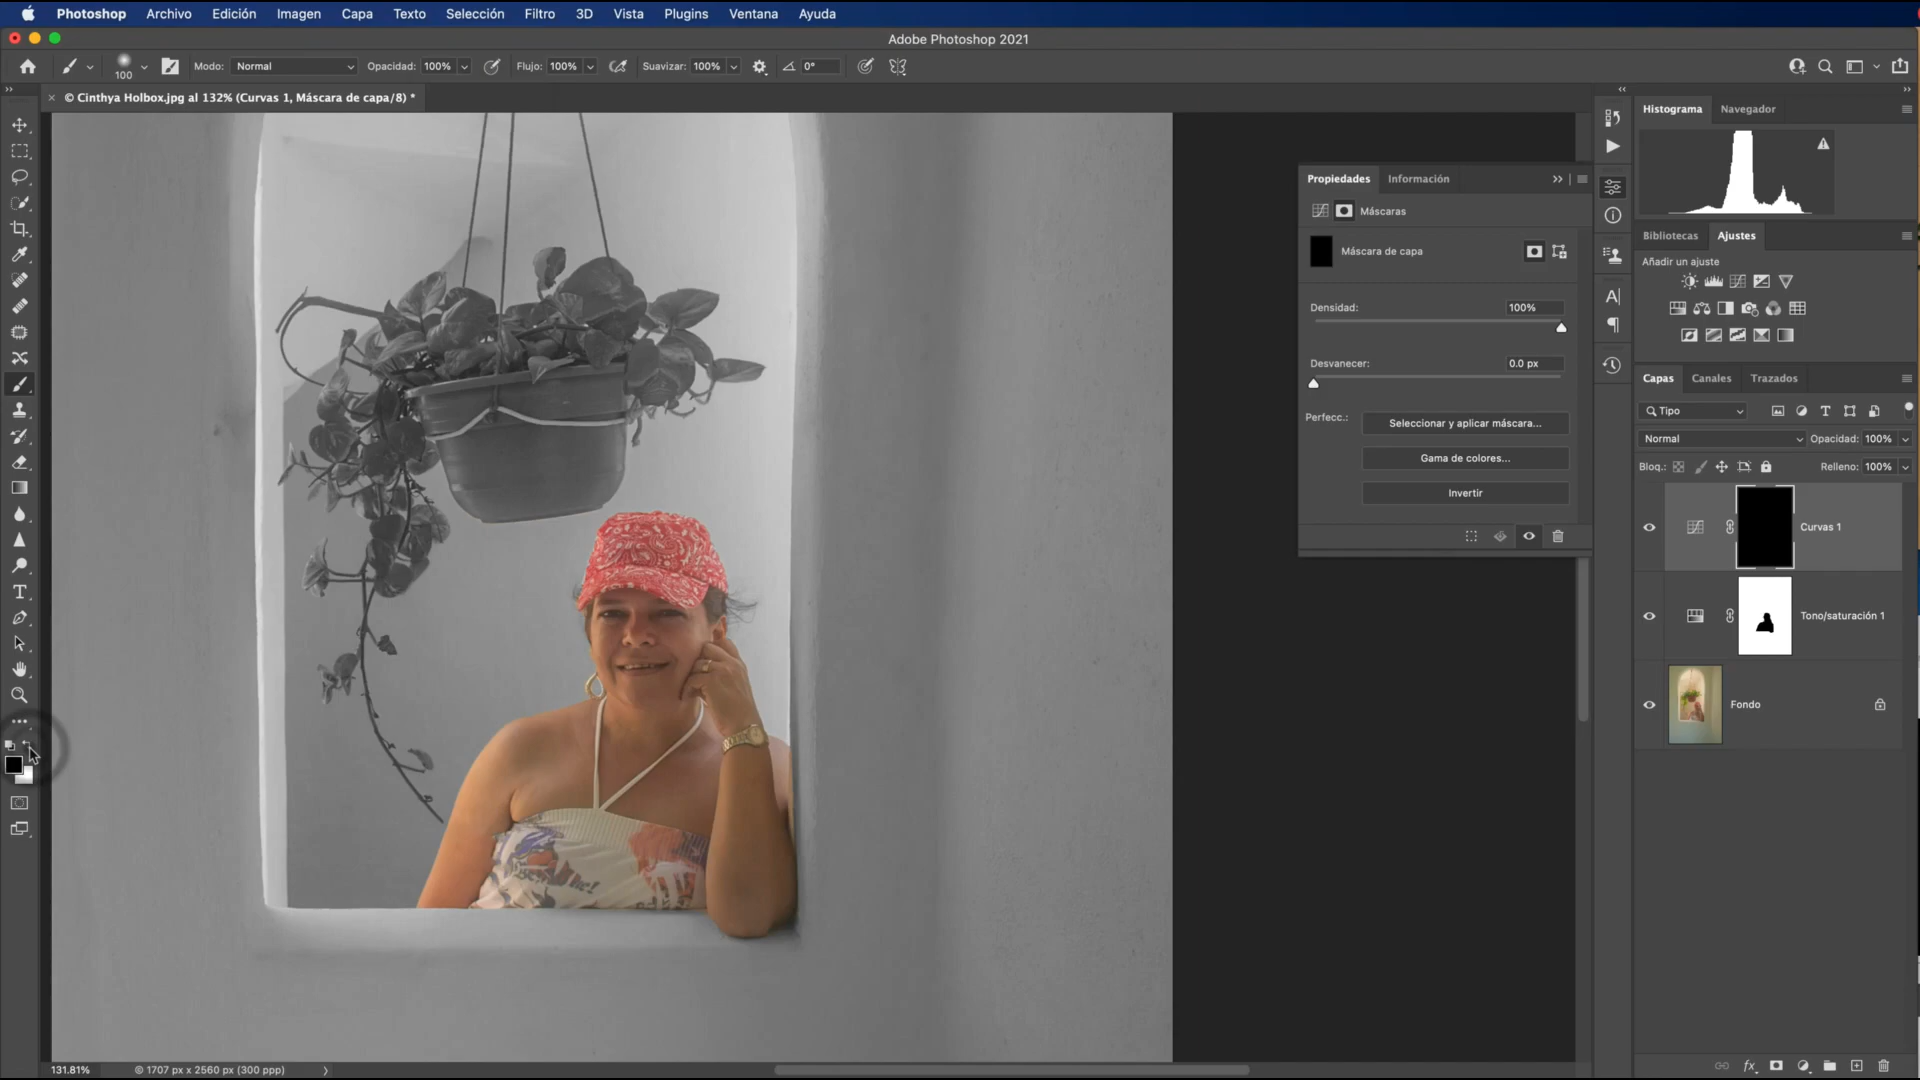 Photoshop Archivo Edición Imagen Capa Texto Selección Filtro 3D Vista Plugins Ventana Ayuda
Adobe Photoshop 2021
100 Modo: Normal Opacidad: 100% Flujo: 100% Suavizar: 100% 0°
© Cinthya Holbox.jpg al 132% (Curvas 1, Máscara de capa/8) *
Histograma Navegador
Propiedades Información
Máscaras
Máscara de capa
Densidad: 100%
Desvanecer: 0.0 px
Perfecc.: Seleccionar y aplicar máscara...
Gama de colores...
Invertir
Bibliotecas Ajustes
Añadir un ajuste
Capas Canales Trazados
Tipo
Normal Opacidad: 100%
Bloq.: Relleno: 100%
Curvas 1
Tono/saturación 1
Fondo
131.81% © 1707 px x 2560 px (300 ppp)